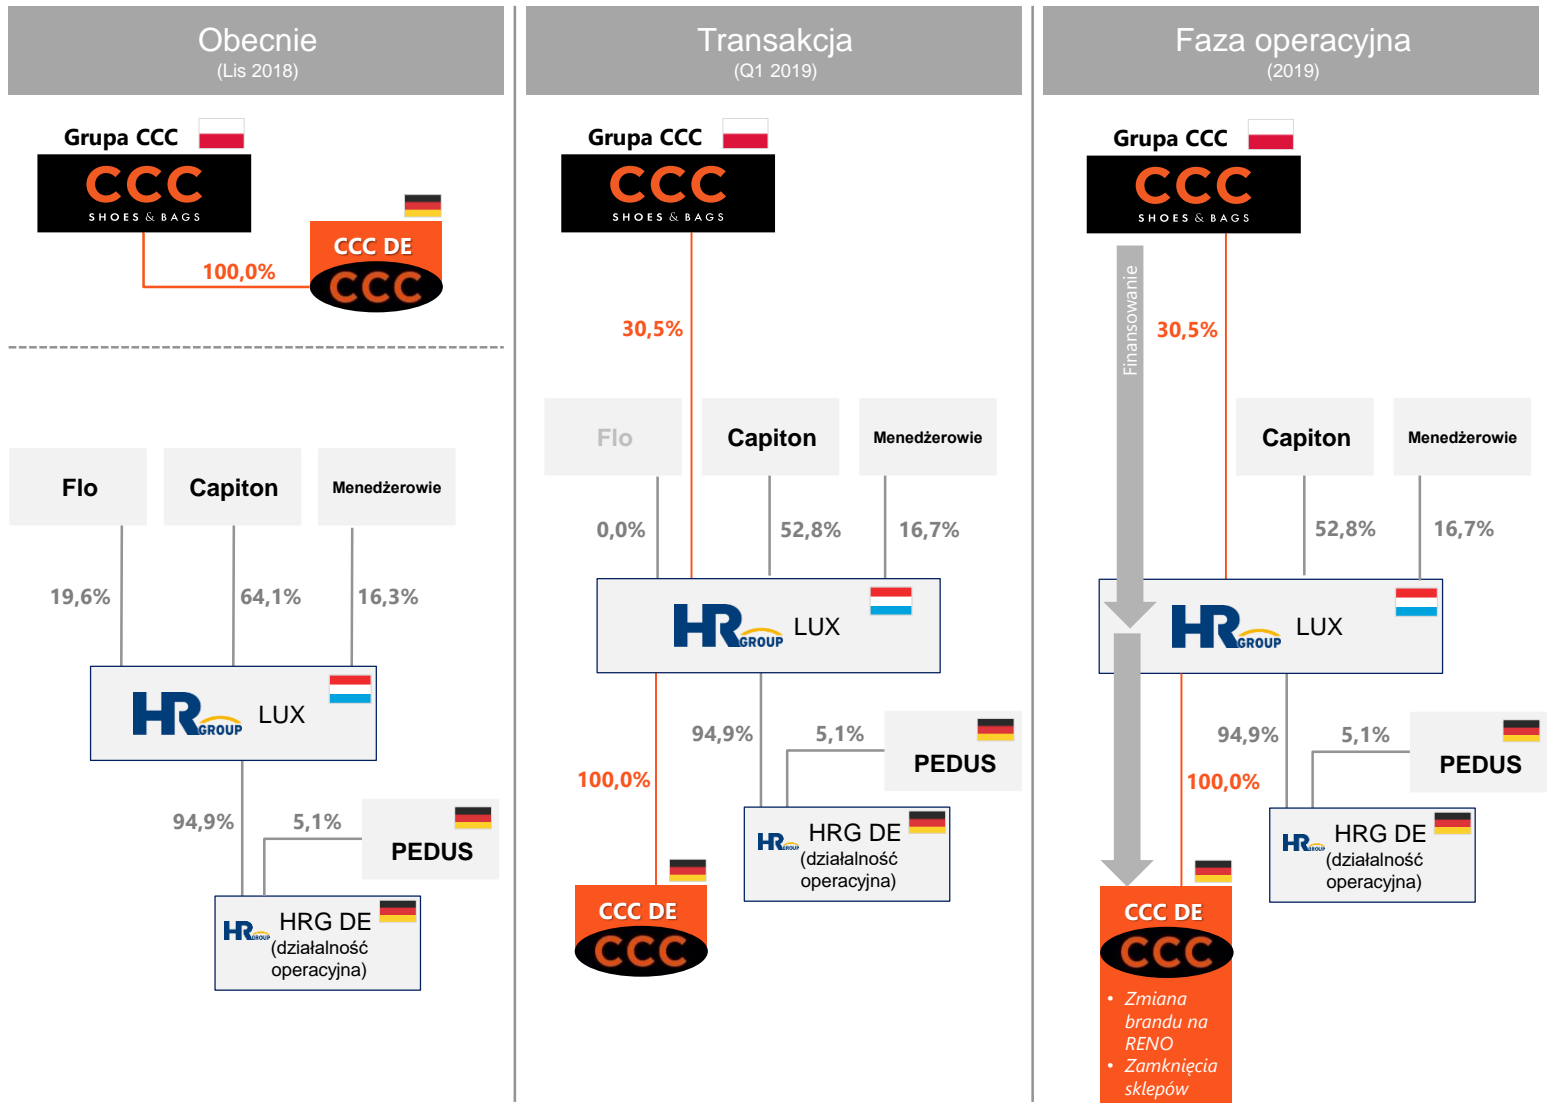 Obecnie
(Lis 2018)
Grupa CCC
CCC
SHOES & BAGS
CCC DE
CCC
100,0%
Flo
Capiton
Menedżerowie
19,6%
64,1%
16,3%
HR GROUP LUX
94,9%
5,1%
PEDUS
HR GROUP HRG DE
(działalność
operacyjna)
Transakcja
(Q1 2019)
Grupa CCC
CCC
SHOES & BAGS
30,5%
Flo
Capiton
Menedżerowie
0,0%
52,8%
16,7%
HR GROUP LUX
94,9%
5,1%
PEDUS
100,0%
HR GROUP HRG DE
(działalność
operacyjna)
CCC DE
CCC
Faza operacyjna
(2019)
Grupa CCC
CCC
SHOES & BAGS
Finansowanie
30,5%
Capiton
Menedżerowie
52,8%
16,7%
HR GROUP LUX
94,9%
5,1%
PEDUS
100,0%
HR GROUP HRG DE
(działalność
operacyjna)
CCC DE
CCC
• Zmiana
brandu na
RENO
• Zamknięcia
sklepów